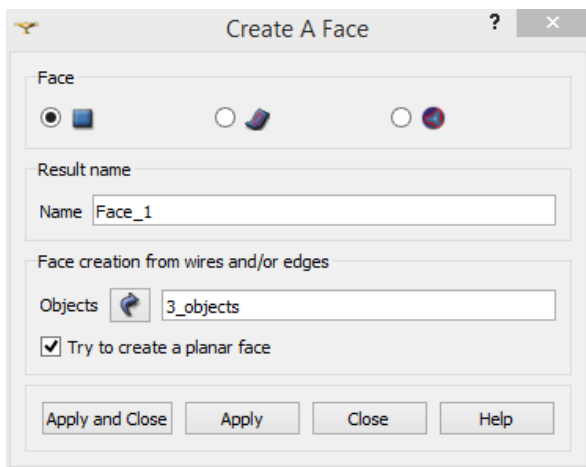 Create A Face ? ×
Face
Result name
Name Face_1
Face creation from wires and/or edges
Objects 3_objects
Try to create a planar face
Apply and Close Apply Close Help